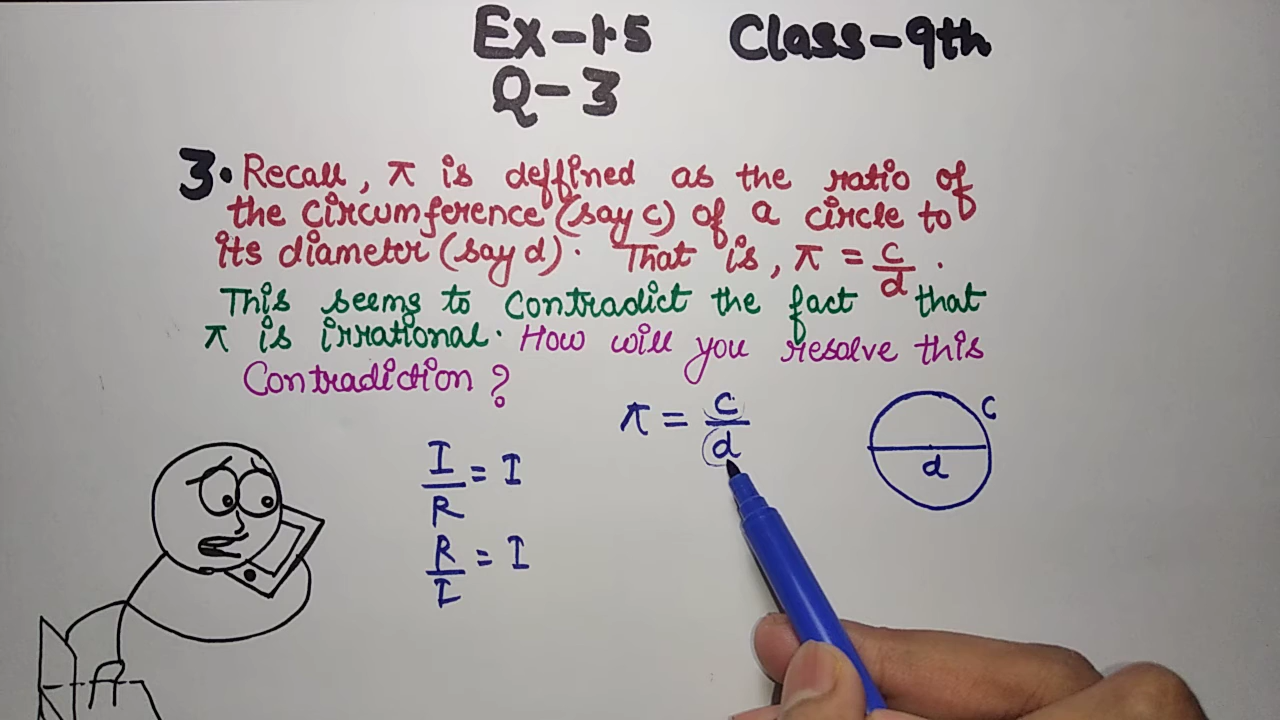 Ex-1.5 Class-9th
Q-3
3. Recall, π is deffined as the ratio of
the circumference (say c) of a circle to
its diameter (say d). That is, π = c/d.
This seems to contradict the fact that
π is irrational. How will you resolve this
Contradiction?
π = c/d
C
d
I/R = I
R/I = I